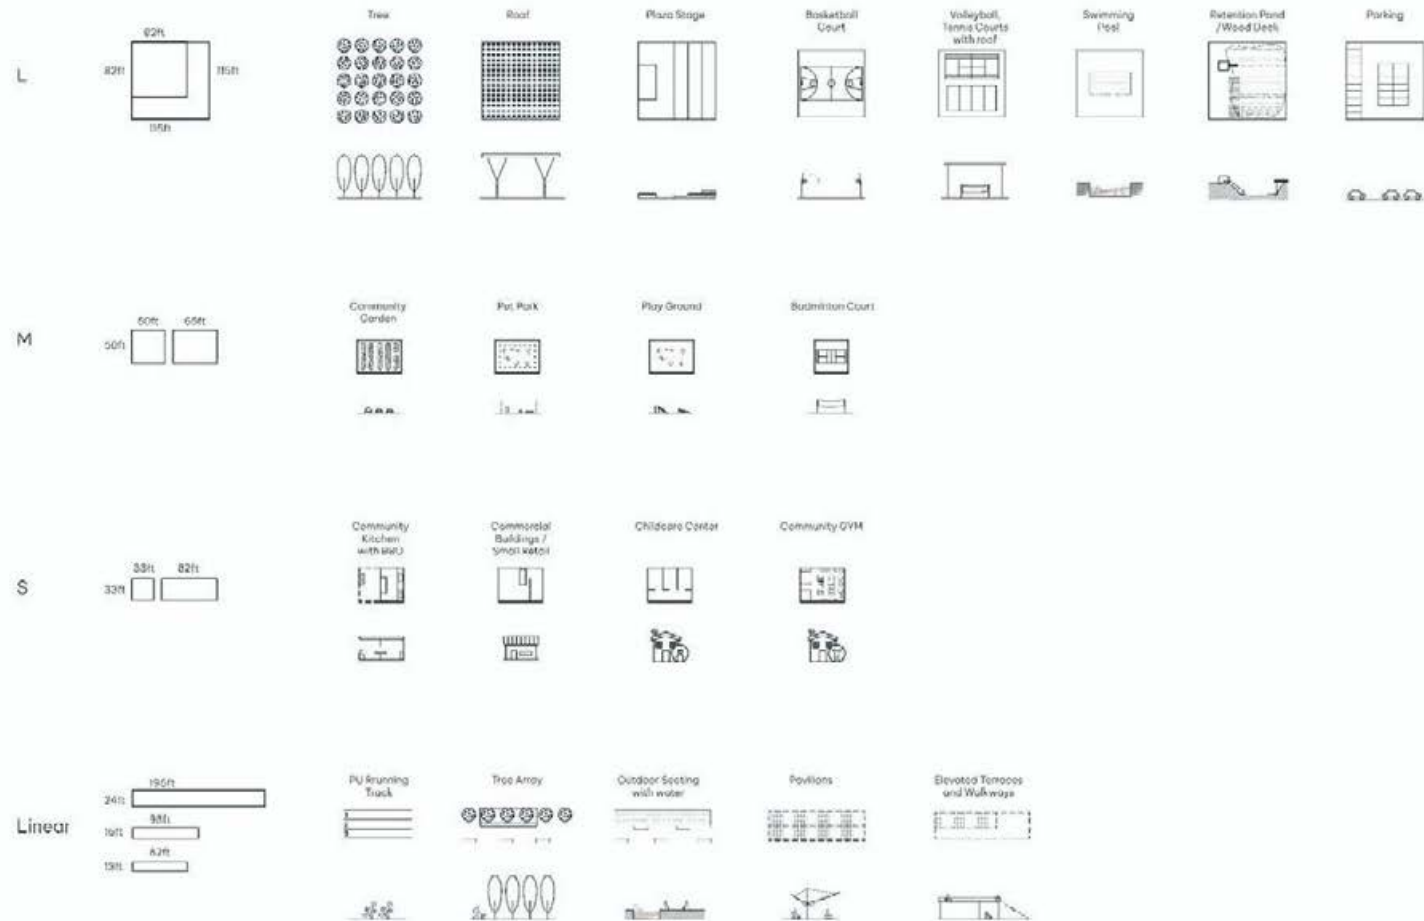 Tree
Roof
Plaza Stage
Basketball
Court
Volleyball,
Tennis Courts
with roof
Swimming
Pool
Retention Pond
/Wood Deck
Parking
L
82ft
82ft
115ft
115ft
Community
Garden
Pet Park
Play Ground
Badminton Court
M
50ft
65ft
50ft
Community
Kitchen
with BBQ
Commercial
Buildings /
Small Retail
Childcare Center
Community GYM
S
33ft
82ft
33ft
PU Rrunning
Track
Tree Array
Outdoor Seating
with water
Pavilions
Elevated Terraces
and Walkways
Linear
195ft
24ft
98ft
16ft
82ft
13ft